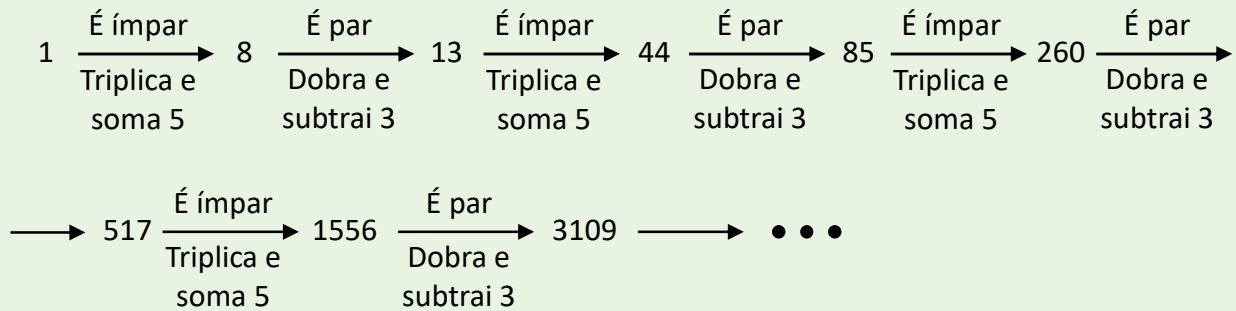 É ímpar É par É ímpar É par É ímpar É par
1 8 13 44 85 260
Triplica e Dobra e Triplica e Dobra e Triplica e Dobra e
soma 5 subtrai 3 soma 5 subtrai 3 soma 5 subtrai 3
É ímpar É par
517 1556 3109
Triplica e Dobra e
soma 5 subtrai 3